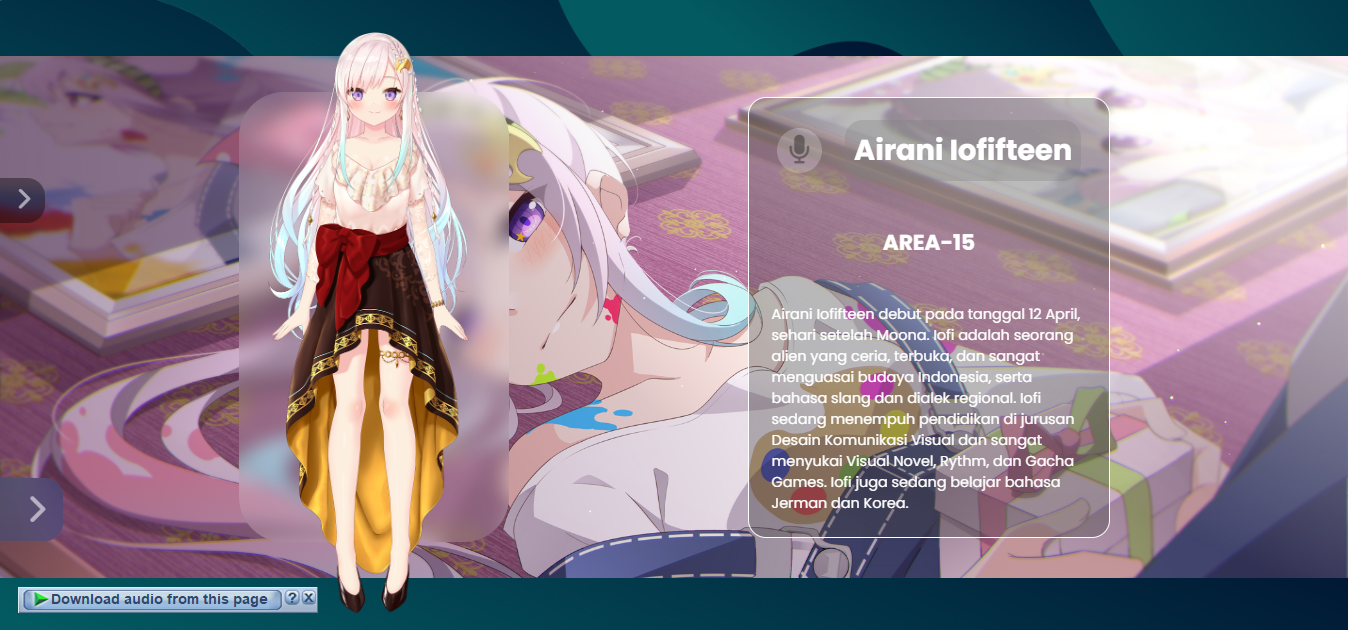 Airani Iofifteen
AREA-15
Airani Iofifteen debut pada tanggal 12 April,
sehari setelah Moona. Iofi adalah seorang
alien yang ceria, terbuka, dan sangat
menguasai budaya Indonesia, serta
bahasa slang dan dialek regional. Iofi
sedang menempuh pendidikan di jurusan
Desain Komunikasi Visual dan sangat
menyukai Visual Novel, Rythm, dan Gacha
Games. Iofi juga sedang belajar bahasa
Jerman dan Korea.
Download audio from this page ? X